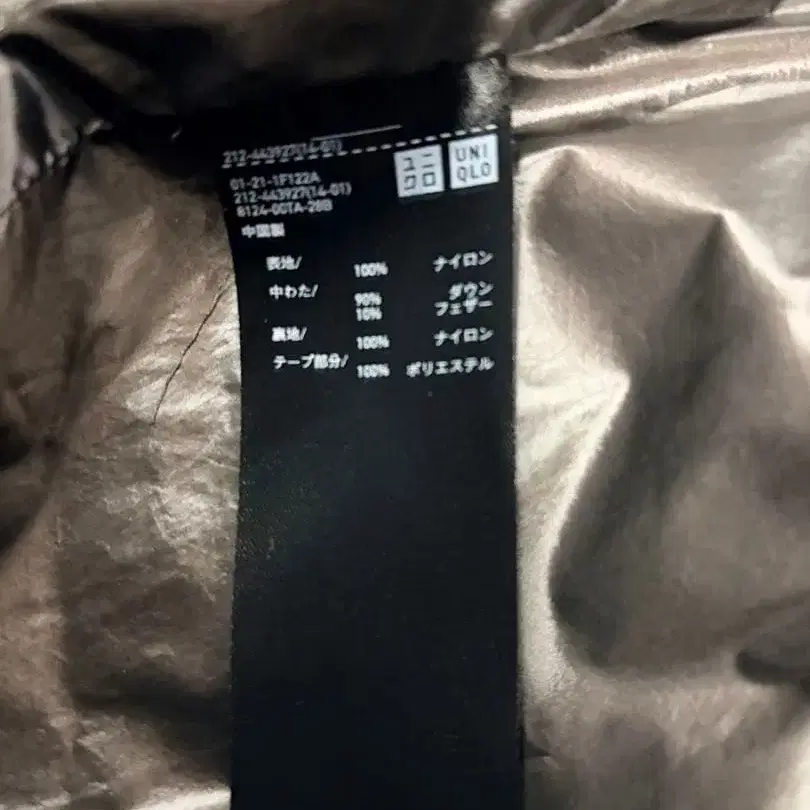 212-443927(14-01)
ユニ
クロ
UNI
QLO
01-21-1F122A
212-443927(14-01)
8124-00TA-28B
中国製
表地/ 100% ナイロン
中わた/ 90% ダウン
10% フェザー
裏地/ 100% ナイロン
テープ部分/ 100% ポリエステル